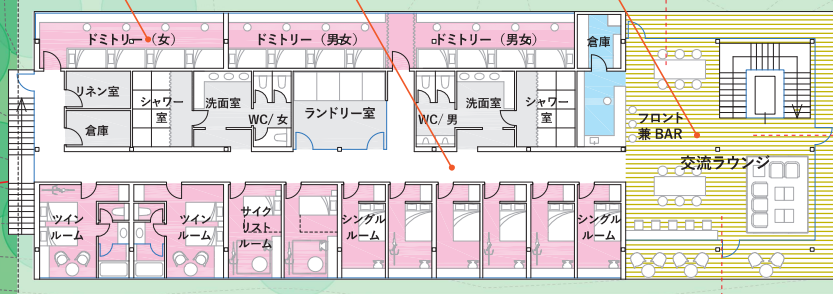 ドミトリー（女）
ドミトリー（男女）
ドミトリー（男女）
倉庫
リネン室
シャワー
室
洗面室
WC/女
ランドリー室
WC/男
洗面室
シャワー
室
倉庫
フロント
兼BAR
交流ラウンジ
ツイン
ルーム
ツイン
ルーム
サイク
リスト
ルーム
シングル
ルーム
シングル
ルーム